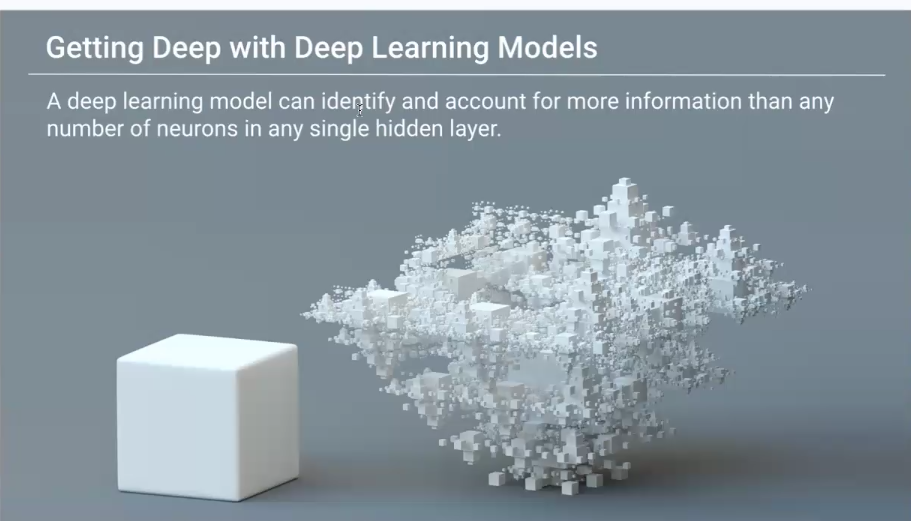 Getting Deep with Deep Learning Models
A deep learning model can identify and account for more information than any
number of neurons in any single hidden layer.